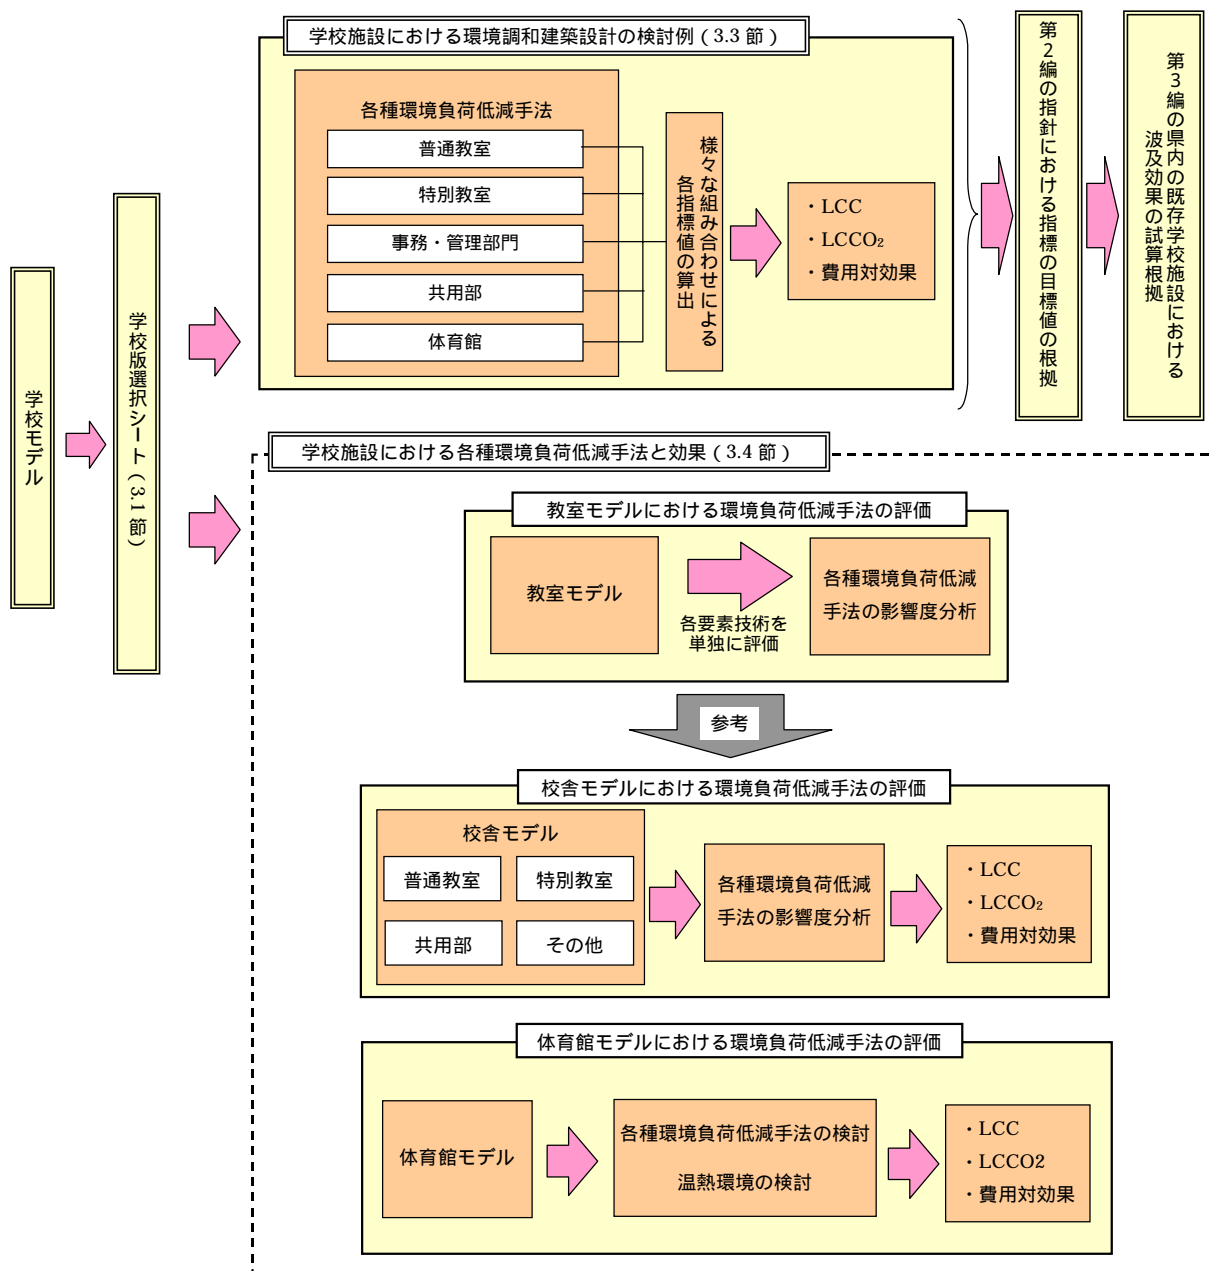 学校モデル
学校版選択シート(3.1 節)
学校施設における環境調和建築設計の検討例(3.3 節)
各種環境負荷低減手法
普通教室
特別教室
事務・管理部門
共用部
体育館
様々な組み合わせによる
各指標値の算出
・LCC
・LCCO₂
・費用対効果
第2編の指針における指標の目標値の根拠
第3編の県内の既存学校施設における
波及効果の試算根拠
学校施設における各種環境負荷低減手法と効果(3.4 節)
教室モデルにおける環境負荷低減手法の評価
教室モデル
各要素技術を
単独に評価
各種環境負荷低減
手法の影響度分析
参考
校舎モデルにおける環境負荷低減手法の評価
校舎モデル
普通教室
特別教室
共用部
その他
各種環境負荷低減
手法の影響度分析
・LCC
・LCCO₂
・費用対効果
体育館モデルにおける環境負荷低減手法の評価
体育館モデル
各種環境負荷低減手法の検討
温熱環境の検討
・LCC
・LCCO2
・費用対効果